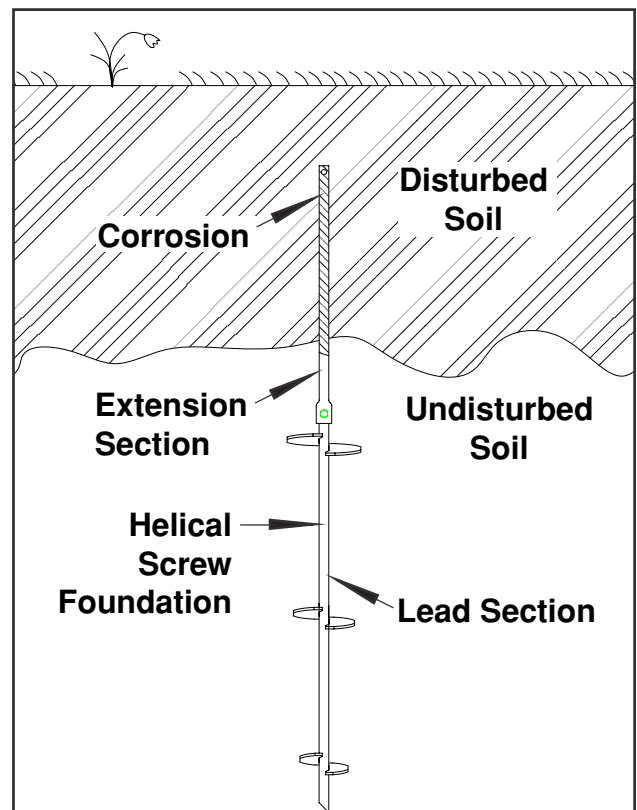 Disturbed
Soil
Corrosion
Extension
Section
Undisturbed
Soil
Helical
Screw
Foundation
Lead Section